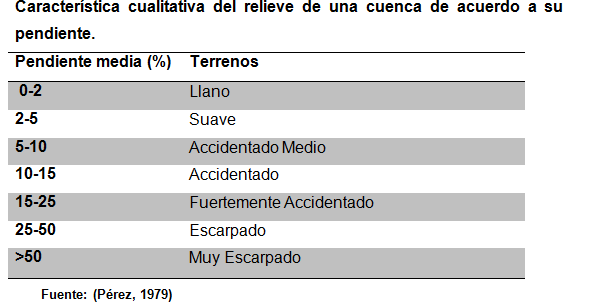 Característica cualitativa del relieve de una cuenca de acuerdo a su
pendiente.
Pendiente media (%) Terrenos
0-2 Llano
2-5 Suave
5-10 Accidentado Medio
10-15 Accidentado
15-25 Fuertemente Accidentado
25-50 Escarpado
>50 Muy Escarpado
Fuente: (Pérez, 1979)